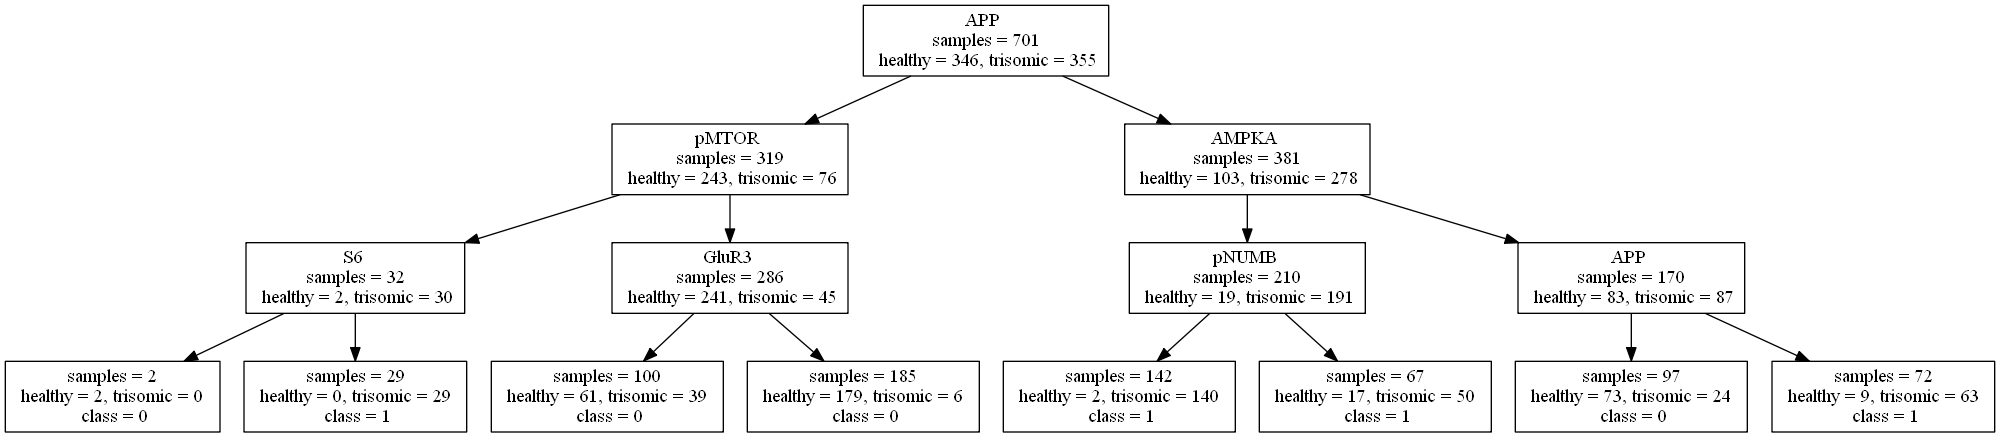 APP
samples = 701
healthy = 346, trisomic = 355
pMTOR
samples = 319
healthy = 243, trisomic = 76
AMPKA
samples = 381
healthy = 103, trisomic = 278
S6
samples = 32
healthy = 2, trisomic = 30
GluR3
samples = 286
healthy = 241, trisomic = 45
pNUMB
samples = 210
healthy = 19, trisomic = 191
APP
samples = 170
healthy = 83, trisomic = 87
samples = 2
healthy = 2, trisomic = 0
class = 0
samples = 29
healthy = 0, trisomic = 29
class = 1
samples = 100
healthy = 61, trisomic = 39
class = 0
samples = 185
healthy = 179, trisomic = 6
class = 0
samples = 142
healthy = 2, trisomic = 140
class = 1
samples = 67
healthy = 17, trisomic = 50
class = 1
samples = 97
healthy = 73, trisomic = 24
class = 0
samples = 72
healthy = 9, trisomic = 63
class = 1